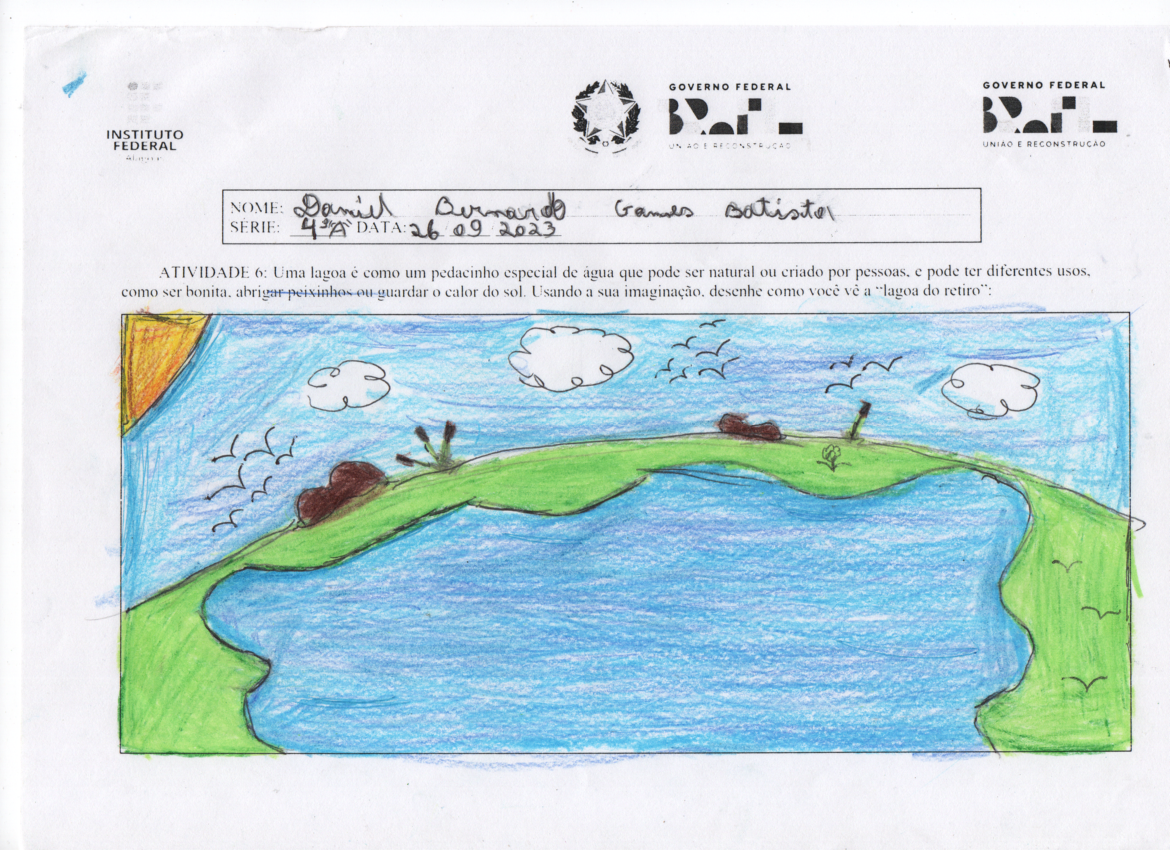 INSTITUTO
FEDERAL
Alagoas
GOVERNO FEDERAL
BRASIL
UNIÃO E RECONSTRUÇÃO
GOVERNO FEDERAL
BRASIL
UNIÃO E RECONSTRUÇÃO
NOME: Daniel Bernardo Gomes Batista
SÉRIE: 4º "A" DATA: 26 09 2023
ATIVIDADE 6: Uma lagoa é como um pedacinho especial de água que pode ser natural ou criado por pessoas, e pode ter diferentes usos,
como ser bonita, abrigar peixinhos ou guardar o calor do sol. Usando a sua imaginação, desenhe como você vê a "lagoa do retiro":